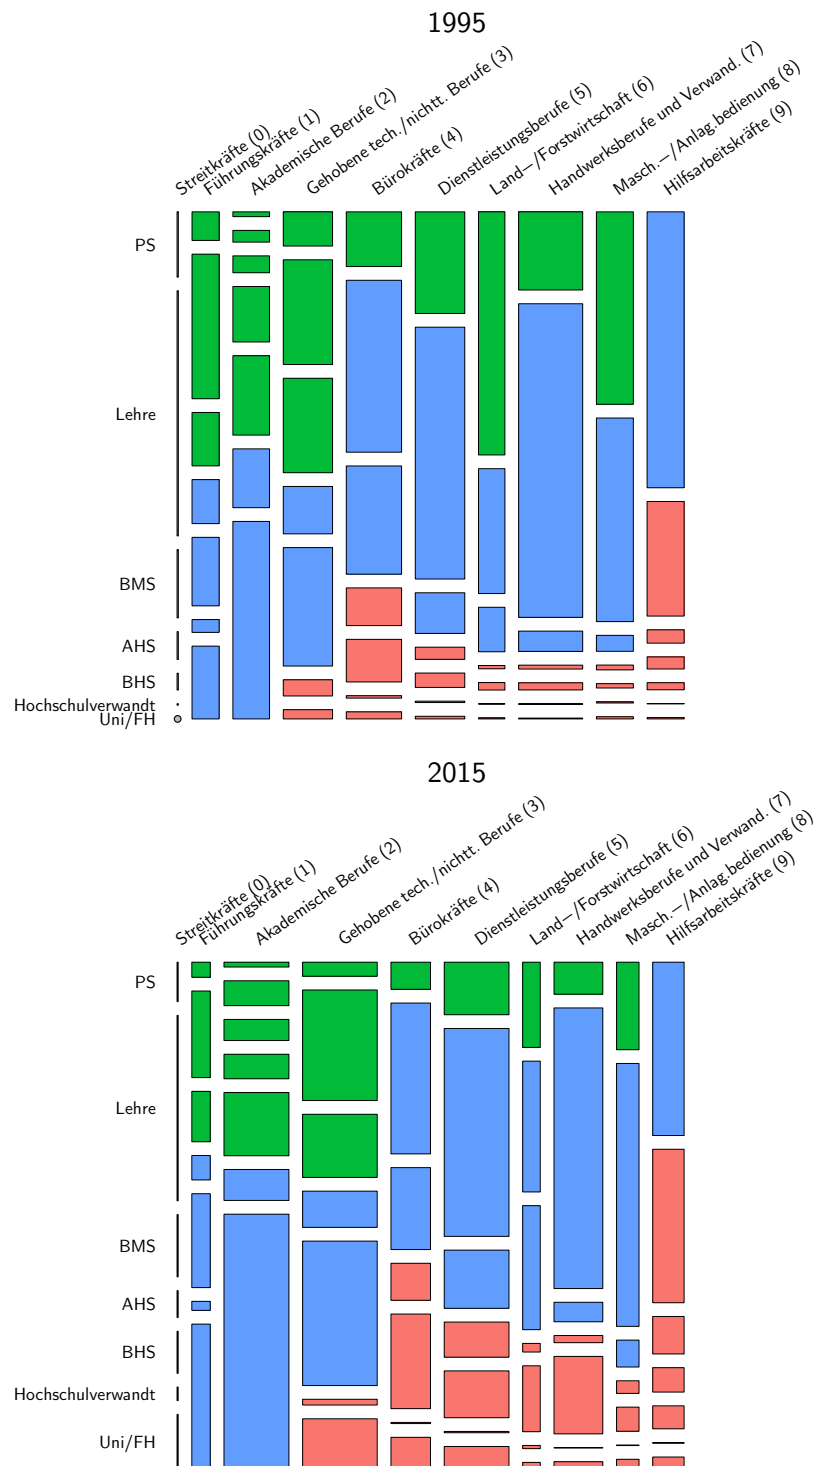 1995
Streitkräfte (0)
Führungskräfte (1)
Akademische Berufe (2)
Gehobene tech./nichtt. Berufe (3)
Bürokräfte (4)
Dienstleistungsberufe (5)
Land−/Forstwirtschaft (6)
Handwerksberufe und Verwand. (7)
Masch.−/Anlag.bedienung (8)
Hilfsarbeitskräfte (9)
PS
Lehre
BMS
AHS
BHS
Hochschulverwandt
Uni/FH
2015
Streitkräfte (0)
Führungskräfte (1)
Akademische Berufe (2)
Gehobene tech./nichtt. Berufe (3)
Bürokräfte (4)
Dienstleistungsberufe (5)
Land−/Forstwirtschaft (6)
Handwerksberufe und Verwand. (7)
Masch.−/Anlag.bedienung (8)
Hilfsarbeitskräfte (9)
PS
Lehre
BMS
AHS
BHS
Hochschulverwandt
Uni/FH